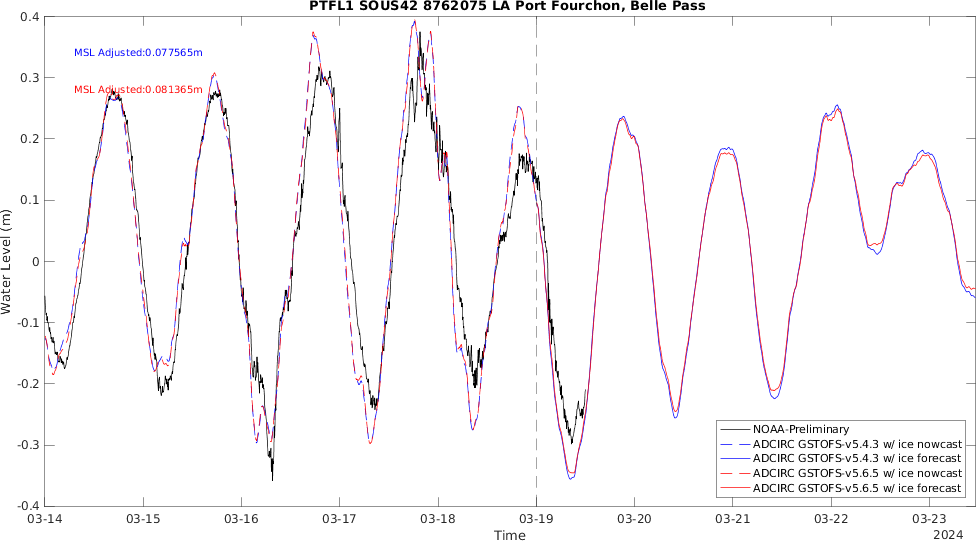 PTFL1 SOUS42 8762075 LA Port Fourchon, Belle Pass
MSL Adjusted:0.077565m
MSL Adjusted:0.081365m
Water Level (m)
0.4
0.3
0.2
0.1
0
-0.1
-0.2
-0.3
-0.4
NOAA-Preliminary
ADCIRC GSTOFS-v5.4.3 w/ ice nowcast
ADCIRC GSTOFS-v5.4.3 w/ ice forecast
ADCIRC GSTOFS-v5.6.5 w/ ice nowcast
ADCIRC GSTOFS-v5.6.5 w/ ice forecast
03-14 03-15 03-16 03-17 03-18 03-19 03-20 03-21 03-22 03-23
Time
2024